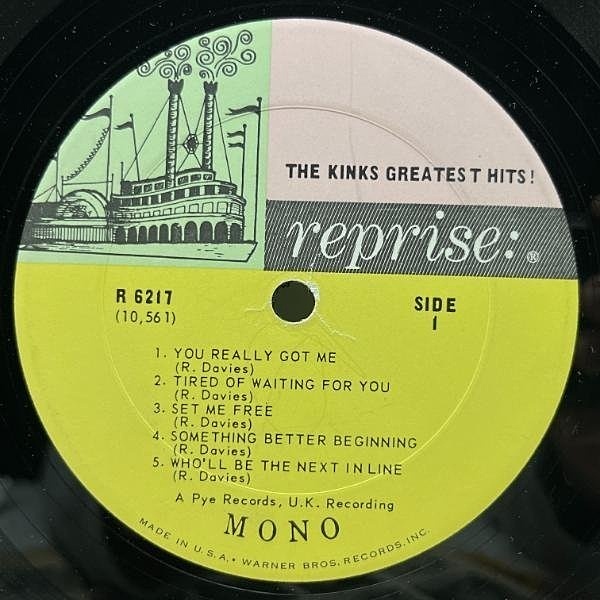 THE KINKS GREATEST HITS!
reprise: ®
R 6217
(10,561)
SIDE
1
1. YOU REALLY GOT ME
(R. Davies)
2. TIRED OF WAITING FOR YOU
(R. Davies)
3. SET ME FREE
(R. Davies)
4. SOMETHING BETTER BEGINNING
(R. Davies)
5. WHO'LL BE THE NEXT IN LINE
(R. Davies)
A Pye Records, U.K. Recording
MONO
MADE IN U.S.A. • WARNER BROS. RECORDS, INC.